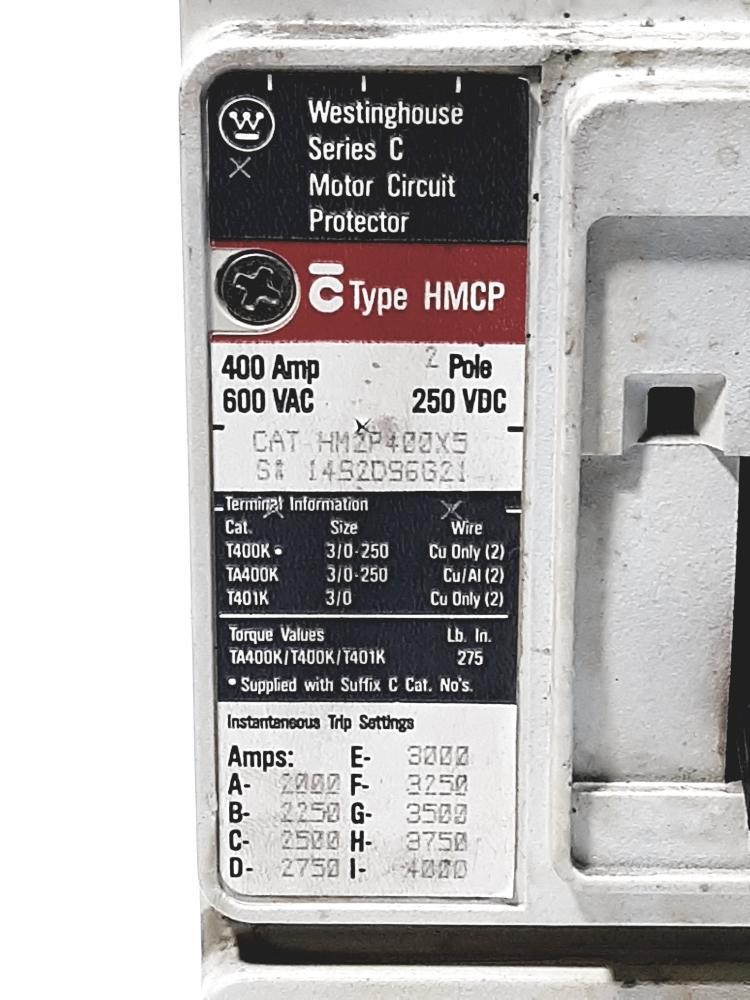 Westinghouse
Series C
Motor Circuit
Protector
C Type HMCP
400 Amp 2 Pole
600 VAC 250 VDC
CAT HM2P400X5
S# 1492D96G21
Terminal Information
Cat. Size Wire
T400K• 3/0-250 Cu Only (2)
TA400K 3/0-250 Cu/Al (2)
T401K 3/0 Cu Only (2)
Torque Values Lb. In.
TA400K/T400K/T401K 275
• Supplied with Suffix C Cat. No's.
Instantaneous Trip Settings
Amps: E- 3000
A- 2000 F- 3250
B- 2250 G- 3500
C- 2500 H- 3750
D- 2750 I- 4000